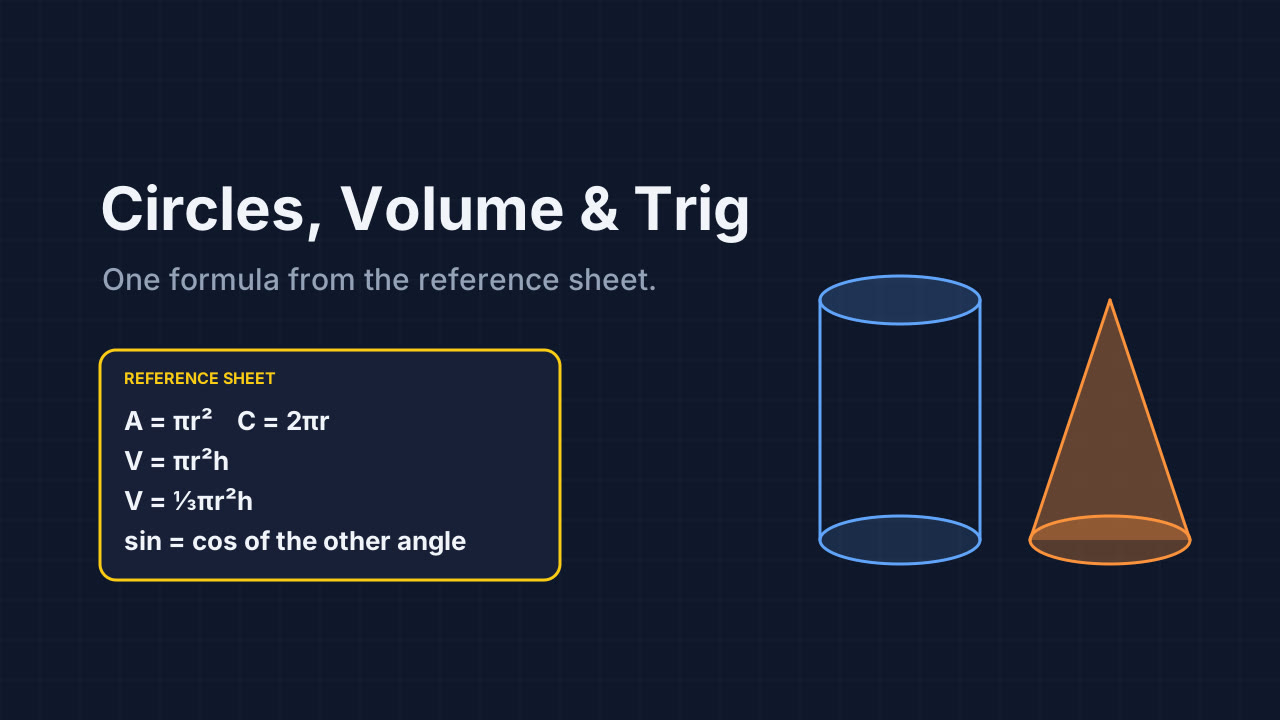 Circles, Volume & Trig
One formula from the reference sheet.
REFERENCE SHEET
A = πr² C = 2πr
V = πr²h
V = ⅓πr²h
sin = cos of the other angle